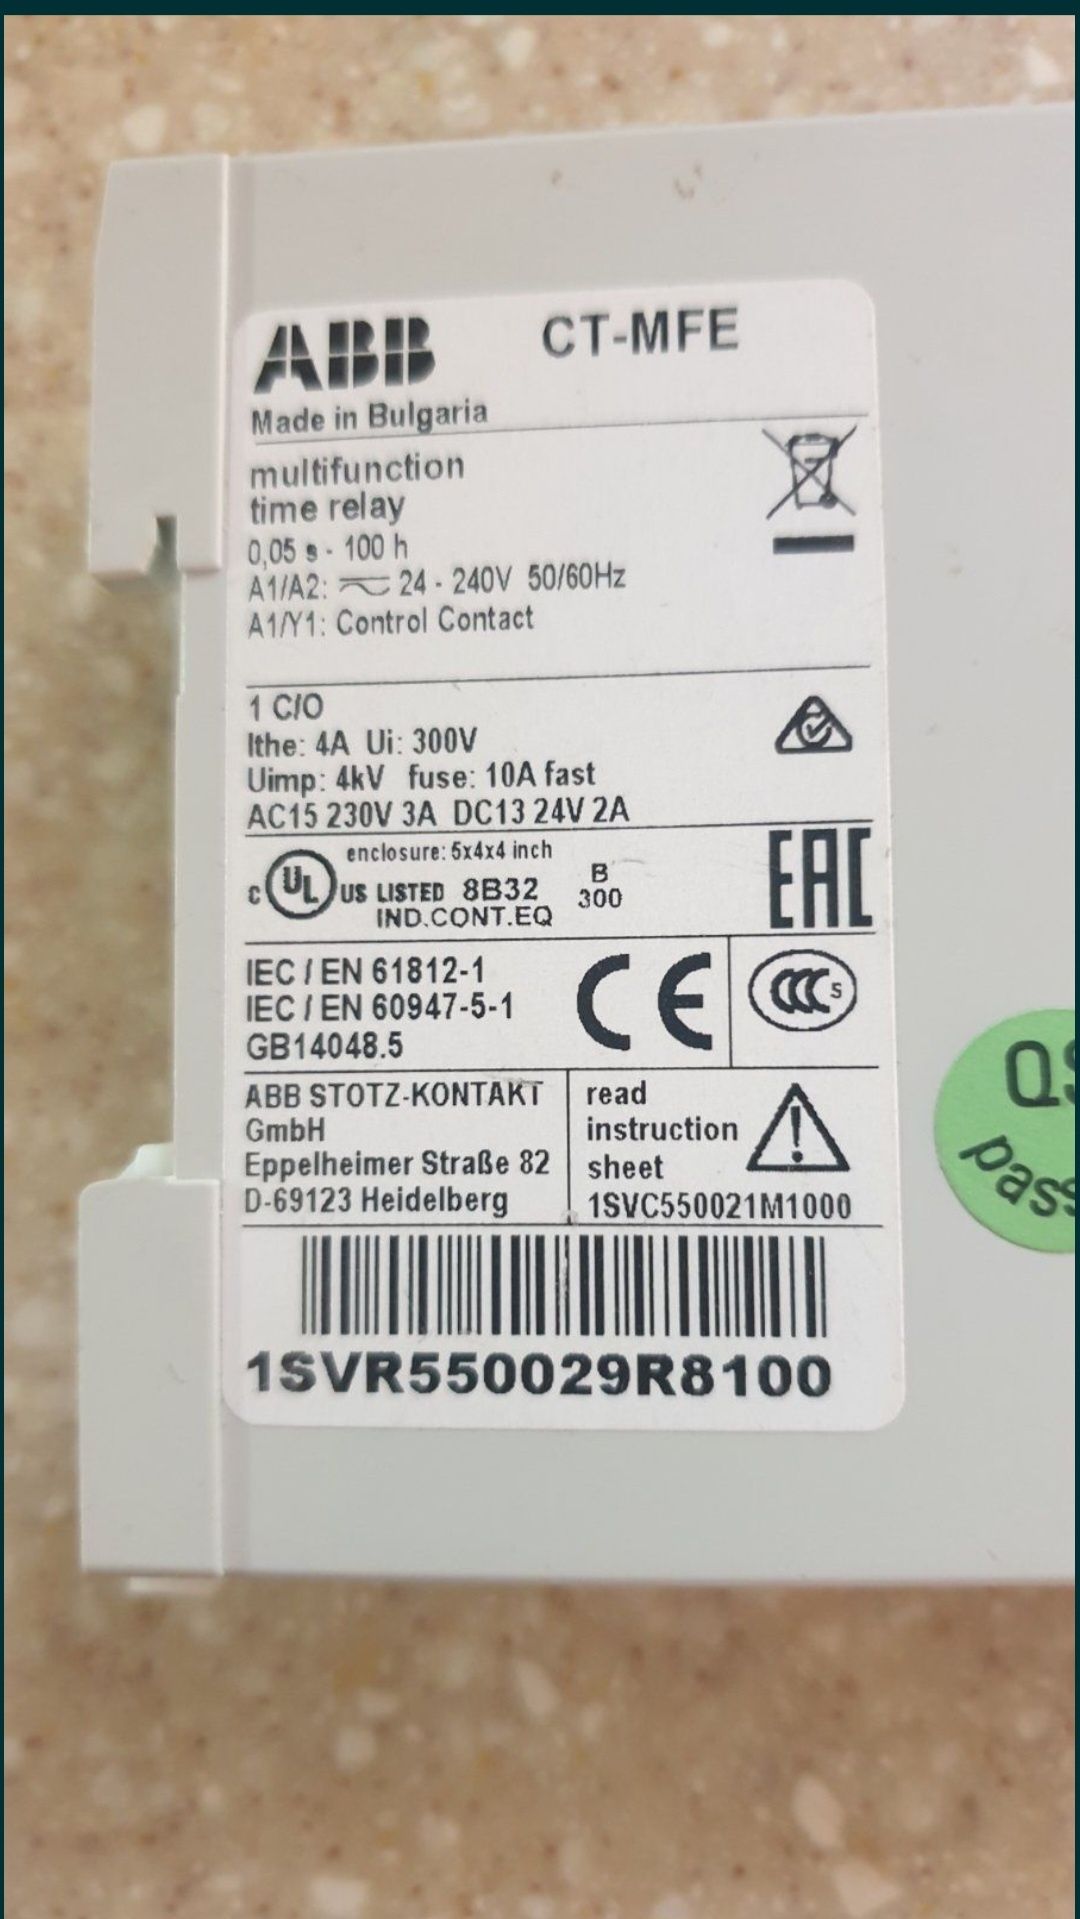 ABB CT-MFE
Made in Bulgaria
multifunction
time relay
0,05 s - 100 h
A1/A2: 24 - 240V 50/60Hz
A1/Y1: Control Contact
1 C/O
Ithe: 4A Ui: 300V
Uimp: 4kV fuse: 10A fast
AC15 230V 3A DC13 24V 2A
enclosure: 5x4x4 inch
C UL US LISTED 8B32
IND.CONT.EQ
B
300
EAC
IEC / EN 61812-1
IEC / EN 60947-5-1
GB14048.5
CE
CCC S
ABB STOTZ-KONTAKT
GmbH
Eppelheimer Straße 82
D-69123 Heidelberg
read
instruction
sheet
1SVC550021M1000
1SVR550029R8100
QS
pass